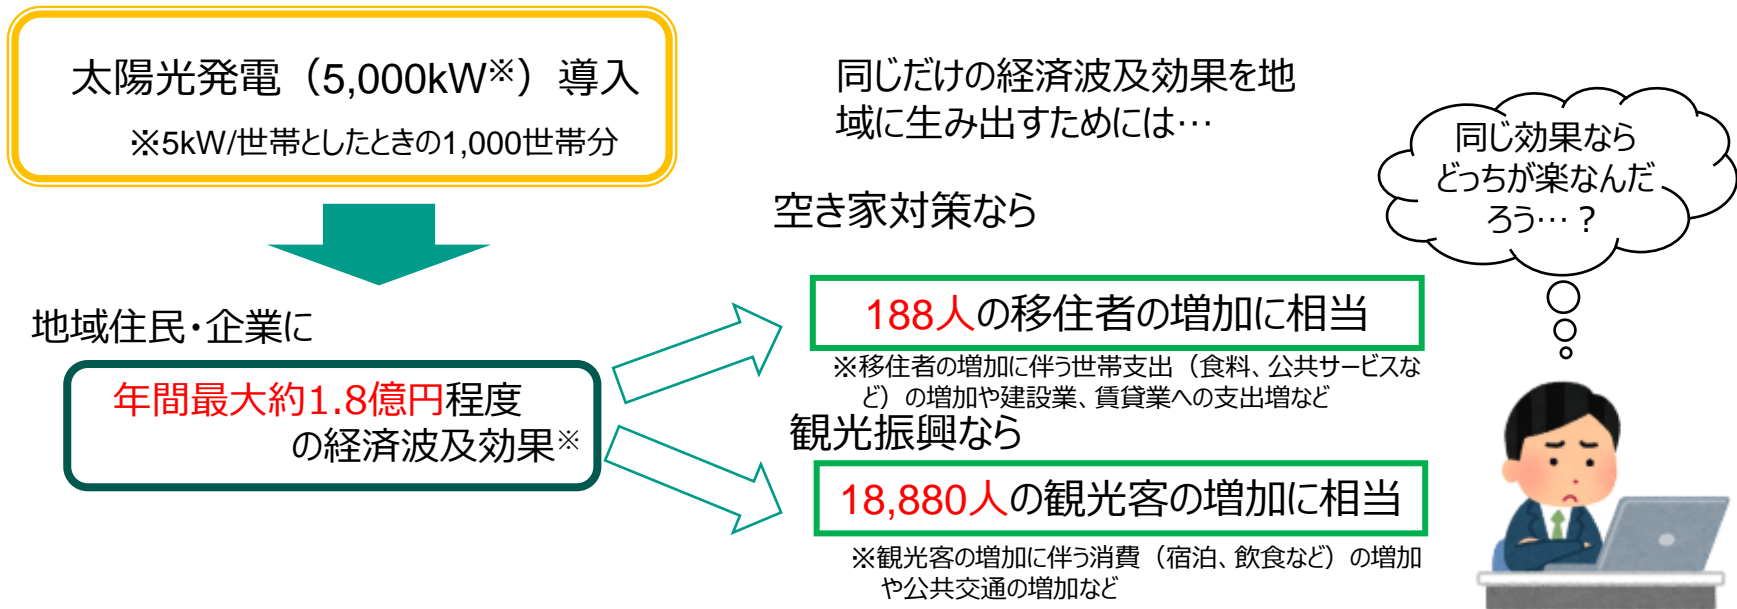 太陽光発電（5,000kW※）導入
※5kW/世帯としたときの1,000世帯分
地域住民・企業に
年間最大約1.8億円程度
の経済波及効果※
同じだけの経済波及効果を地
域に生み出すためには…
空き家対策なら
188人の移住者の増加に相当
※移住者の増加に伴う世帯支出（食料、公共サービスな
ど）の増加や建設業、賃貸業への支出増など
観光振興なら
18,880人の観光客の増加に相当
※観光客の増加に伴う消費（宿泊、飲食など）の増加
や公共交通の増加など
同じ効果なら
どっちが楽なんだ
ろう…？